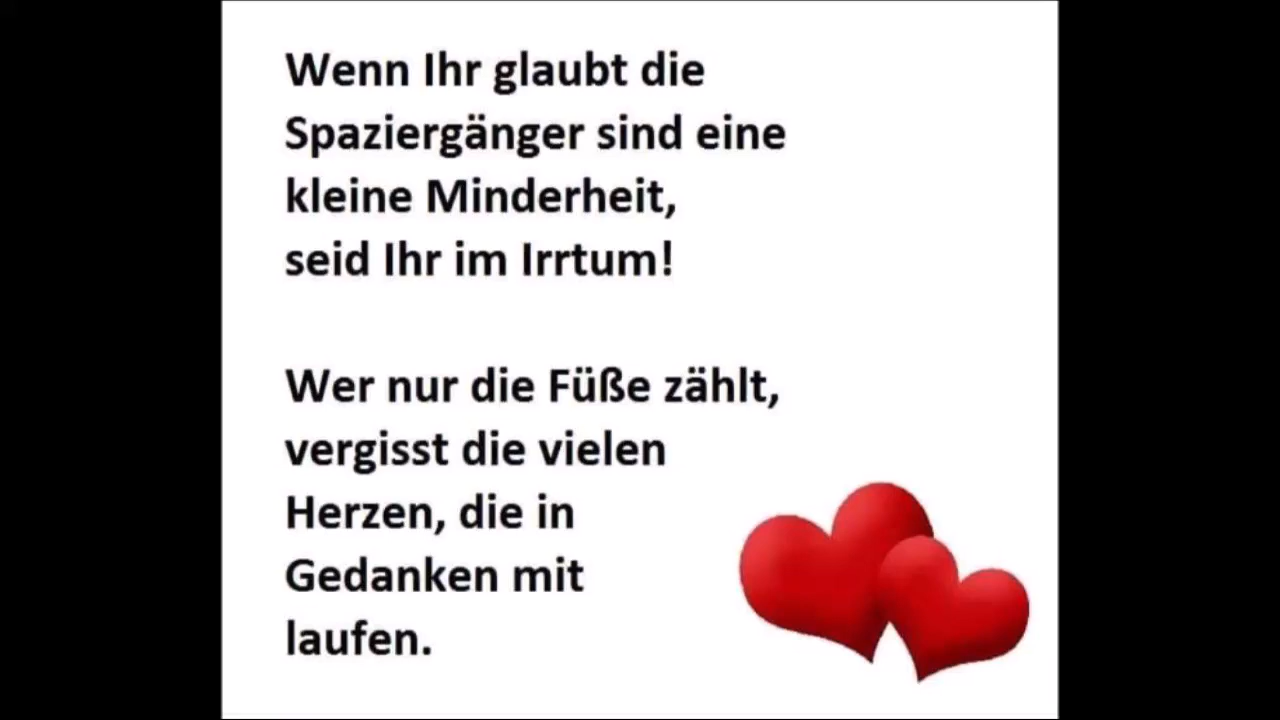 Wenn Ihr glaubt die
Spaziergänger sind eine
kleine Minderheit,
seid Ihr im Irrtum!
Wer nur die Füße zählt,
vergisst die vielen
Herzen, die in
Gedanken mit
laufen.